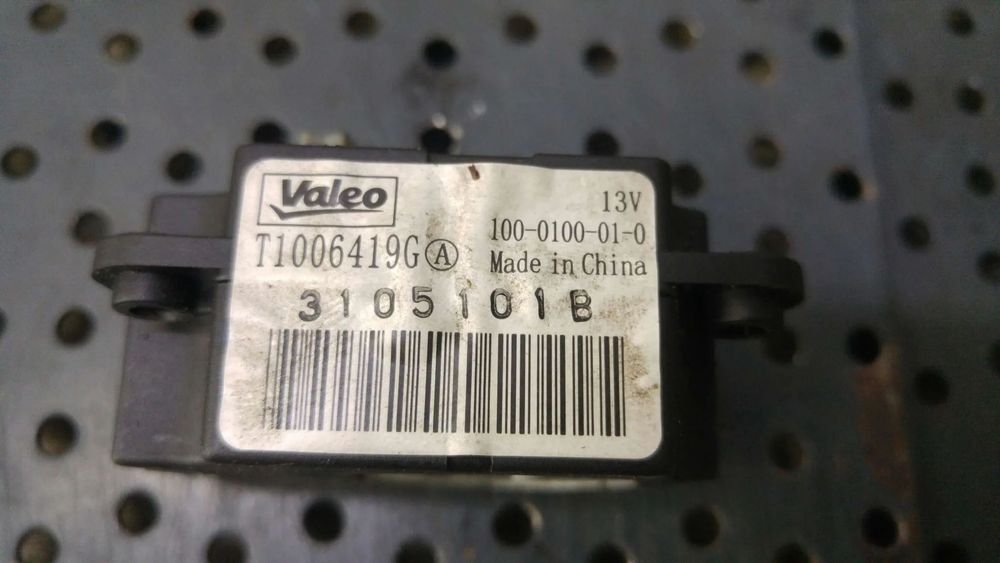 Valeo
13V
T1006419G Ⓐ
100-0100-01-0
Made in China
3105101B